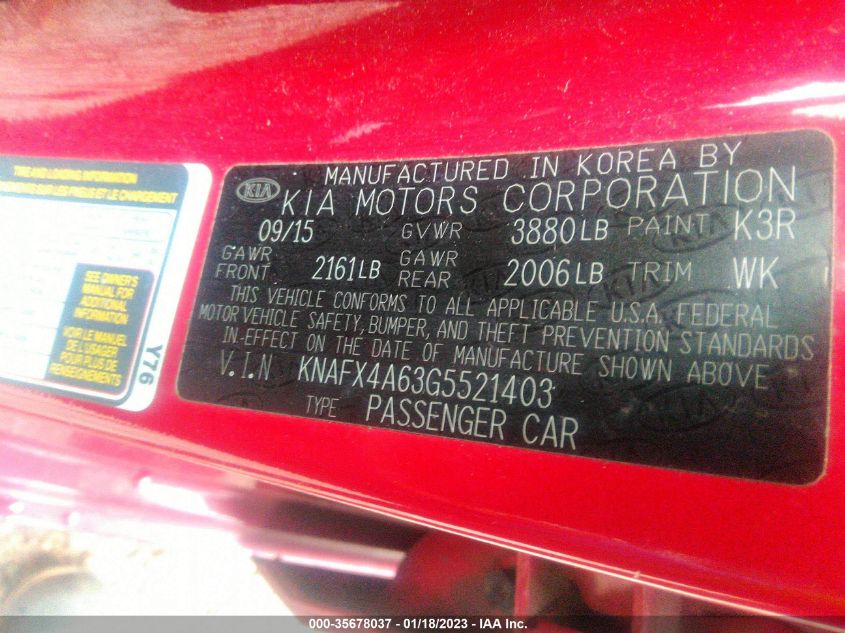 TIRE AND LOADING INFORMATION
SEE OWNER'S
MANUAL FOR
ADDITIONAL
INFORMATION
VOIR LE MANUEL
DE L'USAGER
POUR PLUS DE
RENSEIGNEMENTS
Y76
KIA
MANUFACTURED IN KOREA BY
KIA MOTORS CORPORATION
09/15 GVWR 3880LB PAINT K3R
GAWR FRONT 2161LB GAWR REAR 2006LB TRIM WK
THIS VEHICLE CONFORMS TO ALL APPLICABLE U.S.A. FEDERAL
MOTOR VEHICLE SAFETY, BUMPER, AND THEFT PREVENTION STANDARDS
IN-EFFECT ON THE DATE OF MANUFACTURE SHOWN ABOVE
V.I.N KNAFX4A63G5521403
TYPE PASSENGER CAR
000-35678037 - 01/18/2023 - IAA Inc.